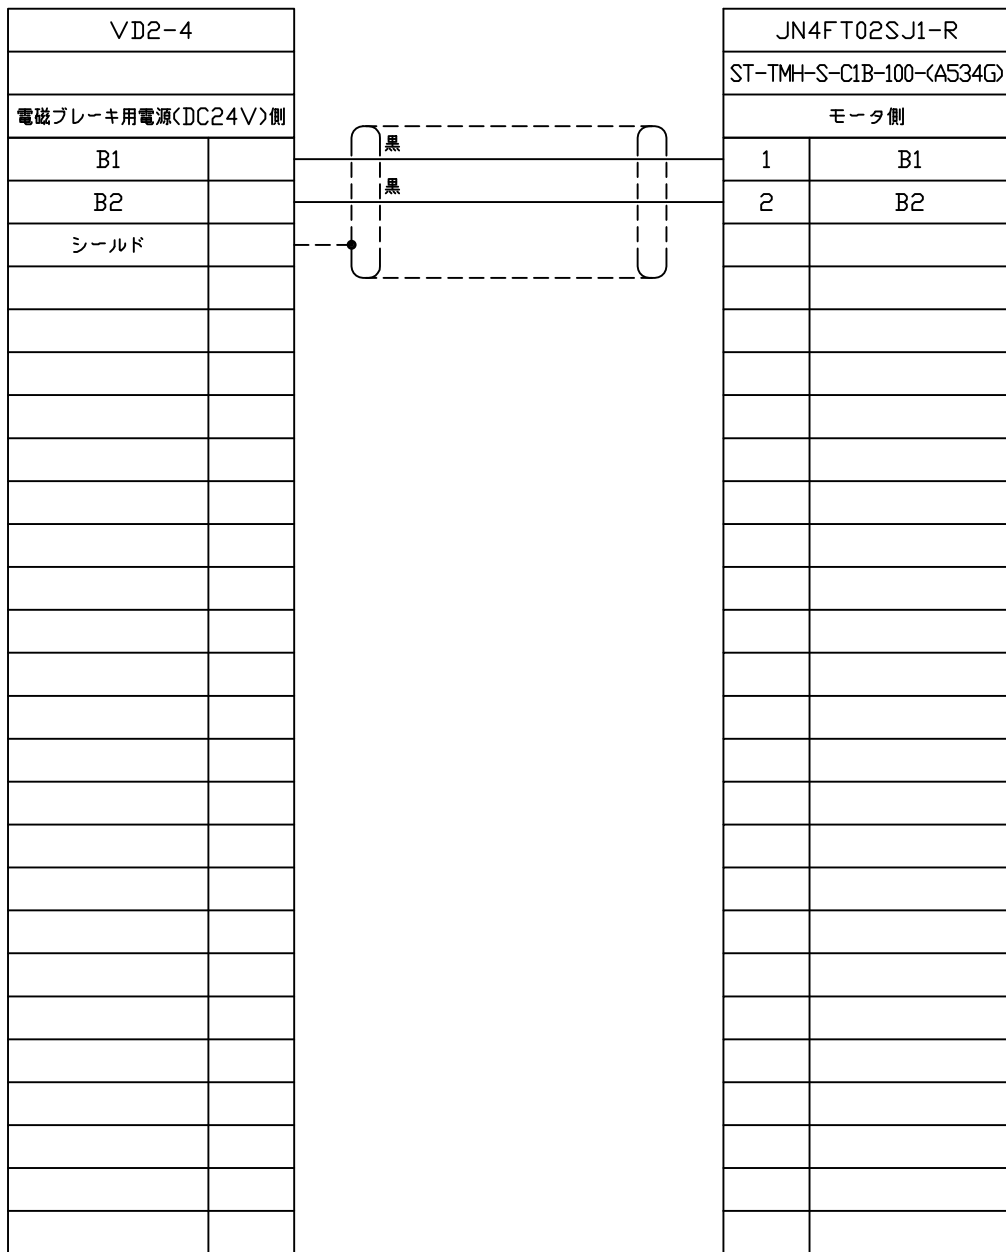 VD2-4
電磁ブレーキ用電源(DC24V)側
B1
B2
シールド
黒
黒
JN4FT02SJ1-R
ST-TMH-S-C1B-100-(A534G)
モータ側
1 B1
2 B2